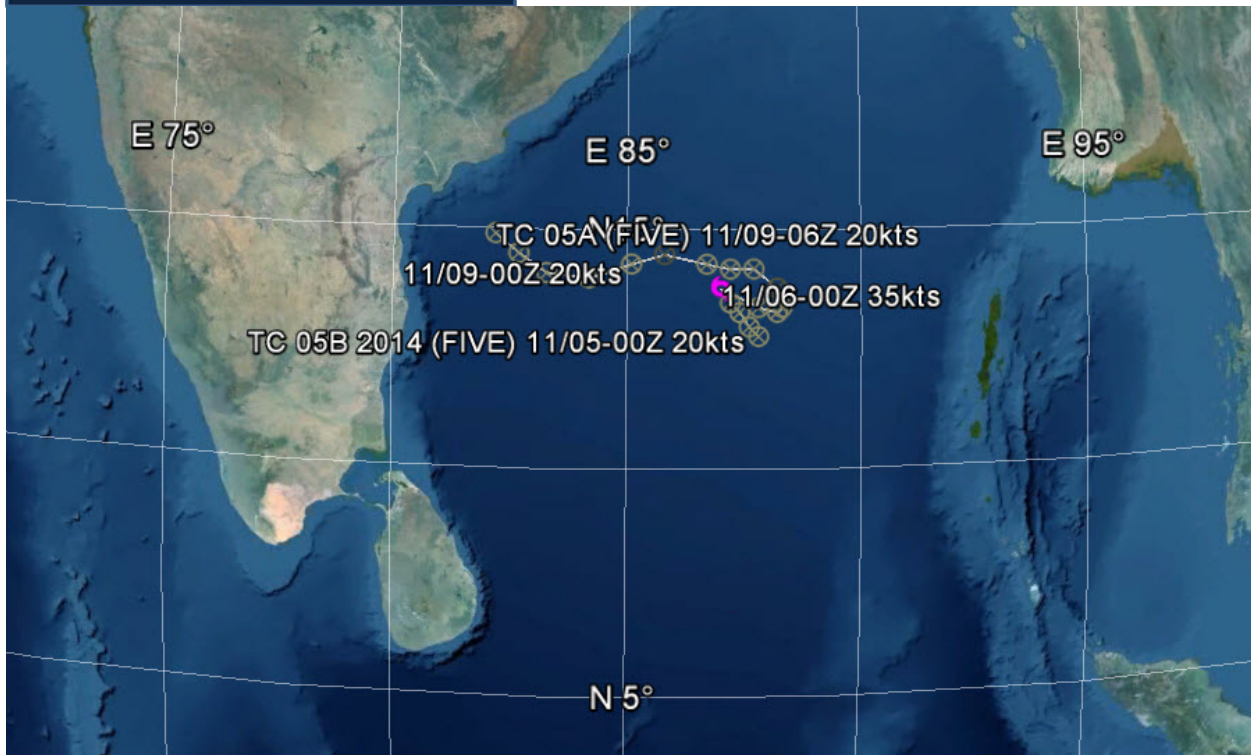 E 75°
E 85°
E 95°
N 15°
TC 05A (FIVE) 11/09-06Z 20kts
11/09-00Z 20kts
11/06-00Z 35kts
TC 05B 2014 (FIVE) 11/05-00Z 20kts
N 5°